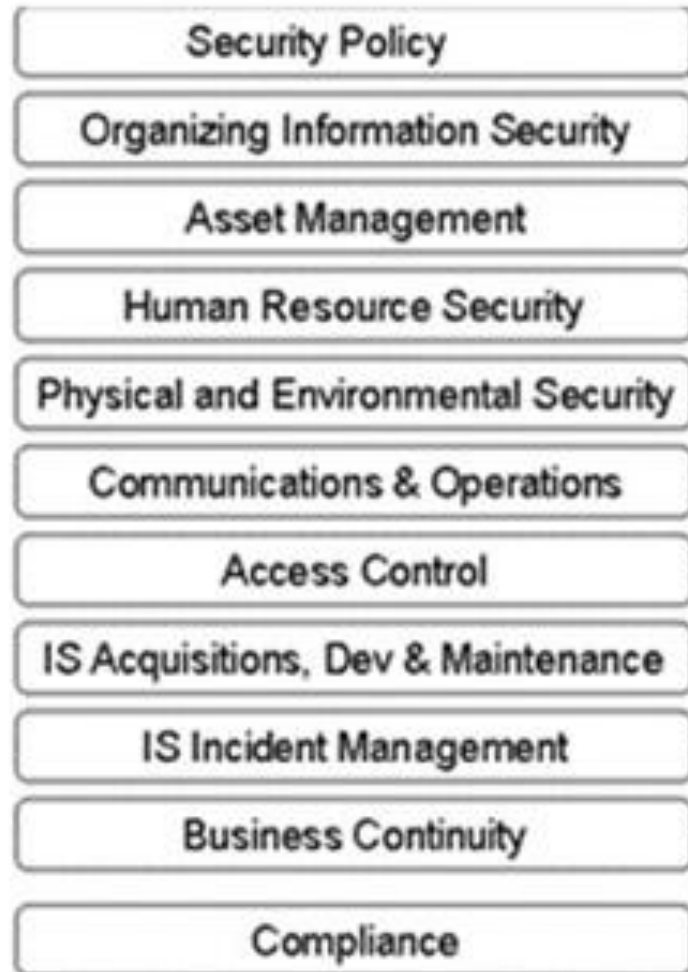 Security Policy
Organizing Information Security
Asset Management
Human Resource Security
Physical and Environmental Security
Communications & Operations
Access Control
IS Acquisitions, Dev & Maintenance
IS Incident Management
Business Continuity
Compliance